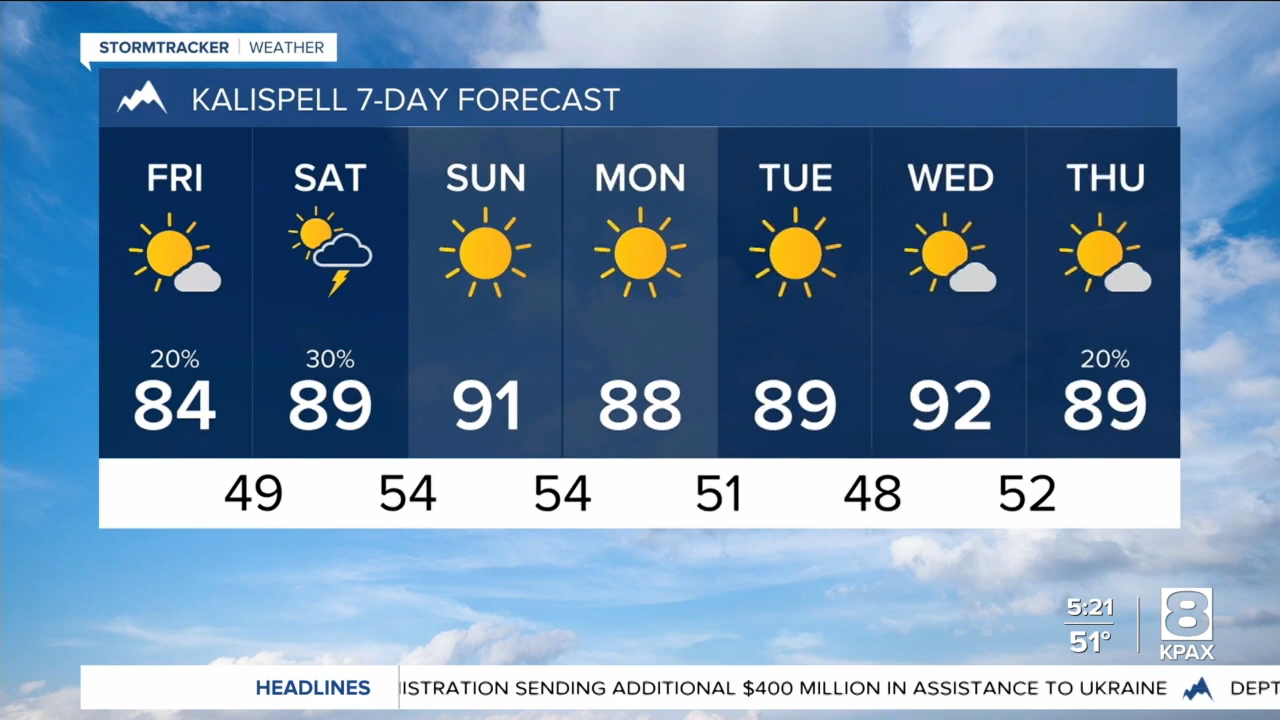 STORMTRACKER | WEATHER
KALISPELL 7-DAY FORECAST
FRI SAT SUN MON TUE WED THU
20% 30% 20%
84 89 91 88 89 92 89
49 54 54 51 48 52
5:21
51°
8
KPAX
HEADLINES ISTRATION SENDING ADDITIONAL $400 MILLION IN ASSISTANCE TO UKRAINE DEPT